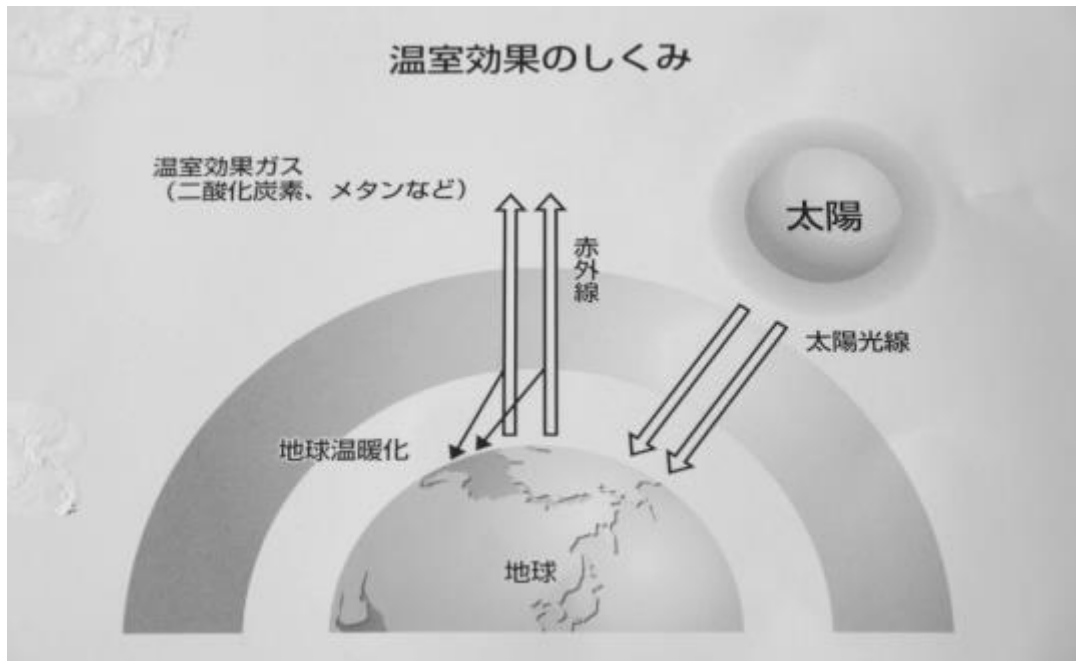 温室効果のしくみ
温室効果ガス
（二酸化炭素、メタンなど）
赤外線
太陽
太陽光線
地球温暖化
地球